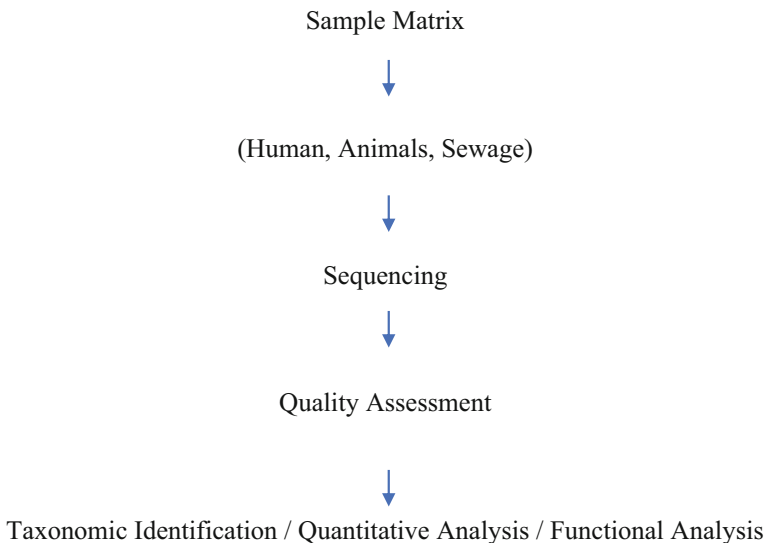 Sample Matrix
(Human, Animals, Sewage)
Sequencing
Quality Assessment
Taxonomic Identification / Quantitative Analysis / Functional Analysis